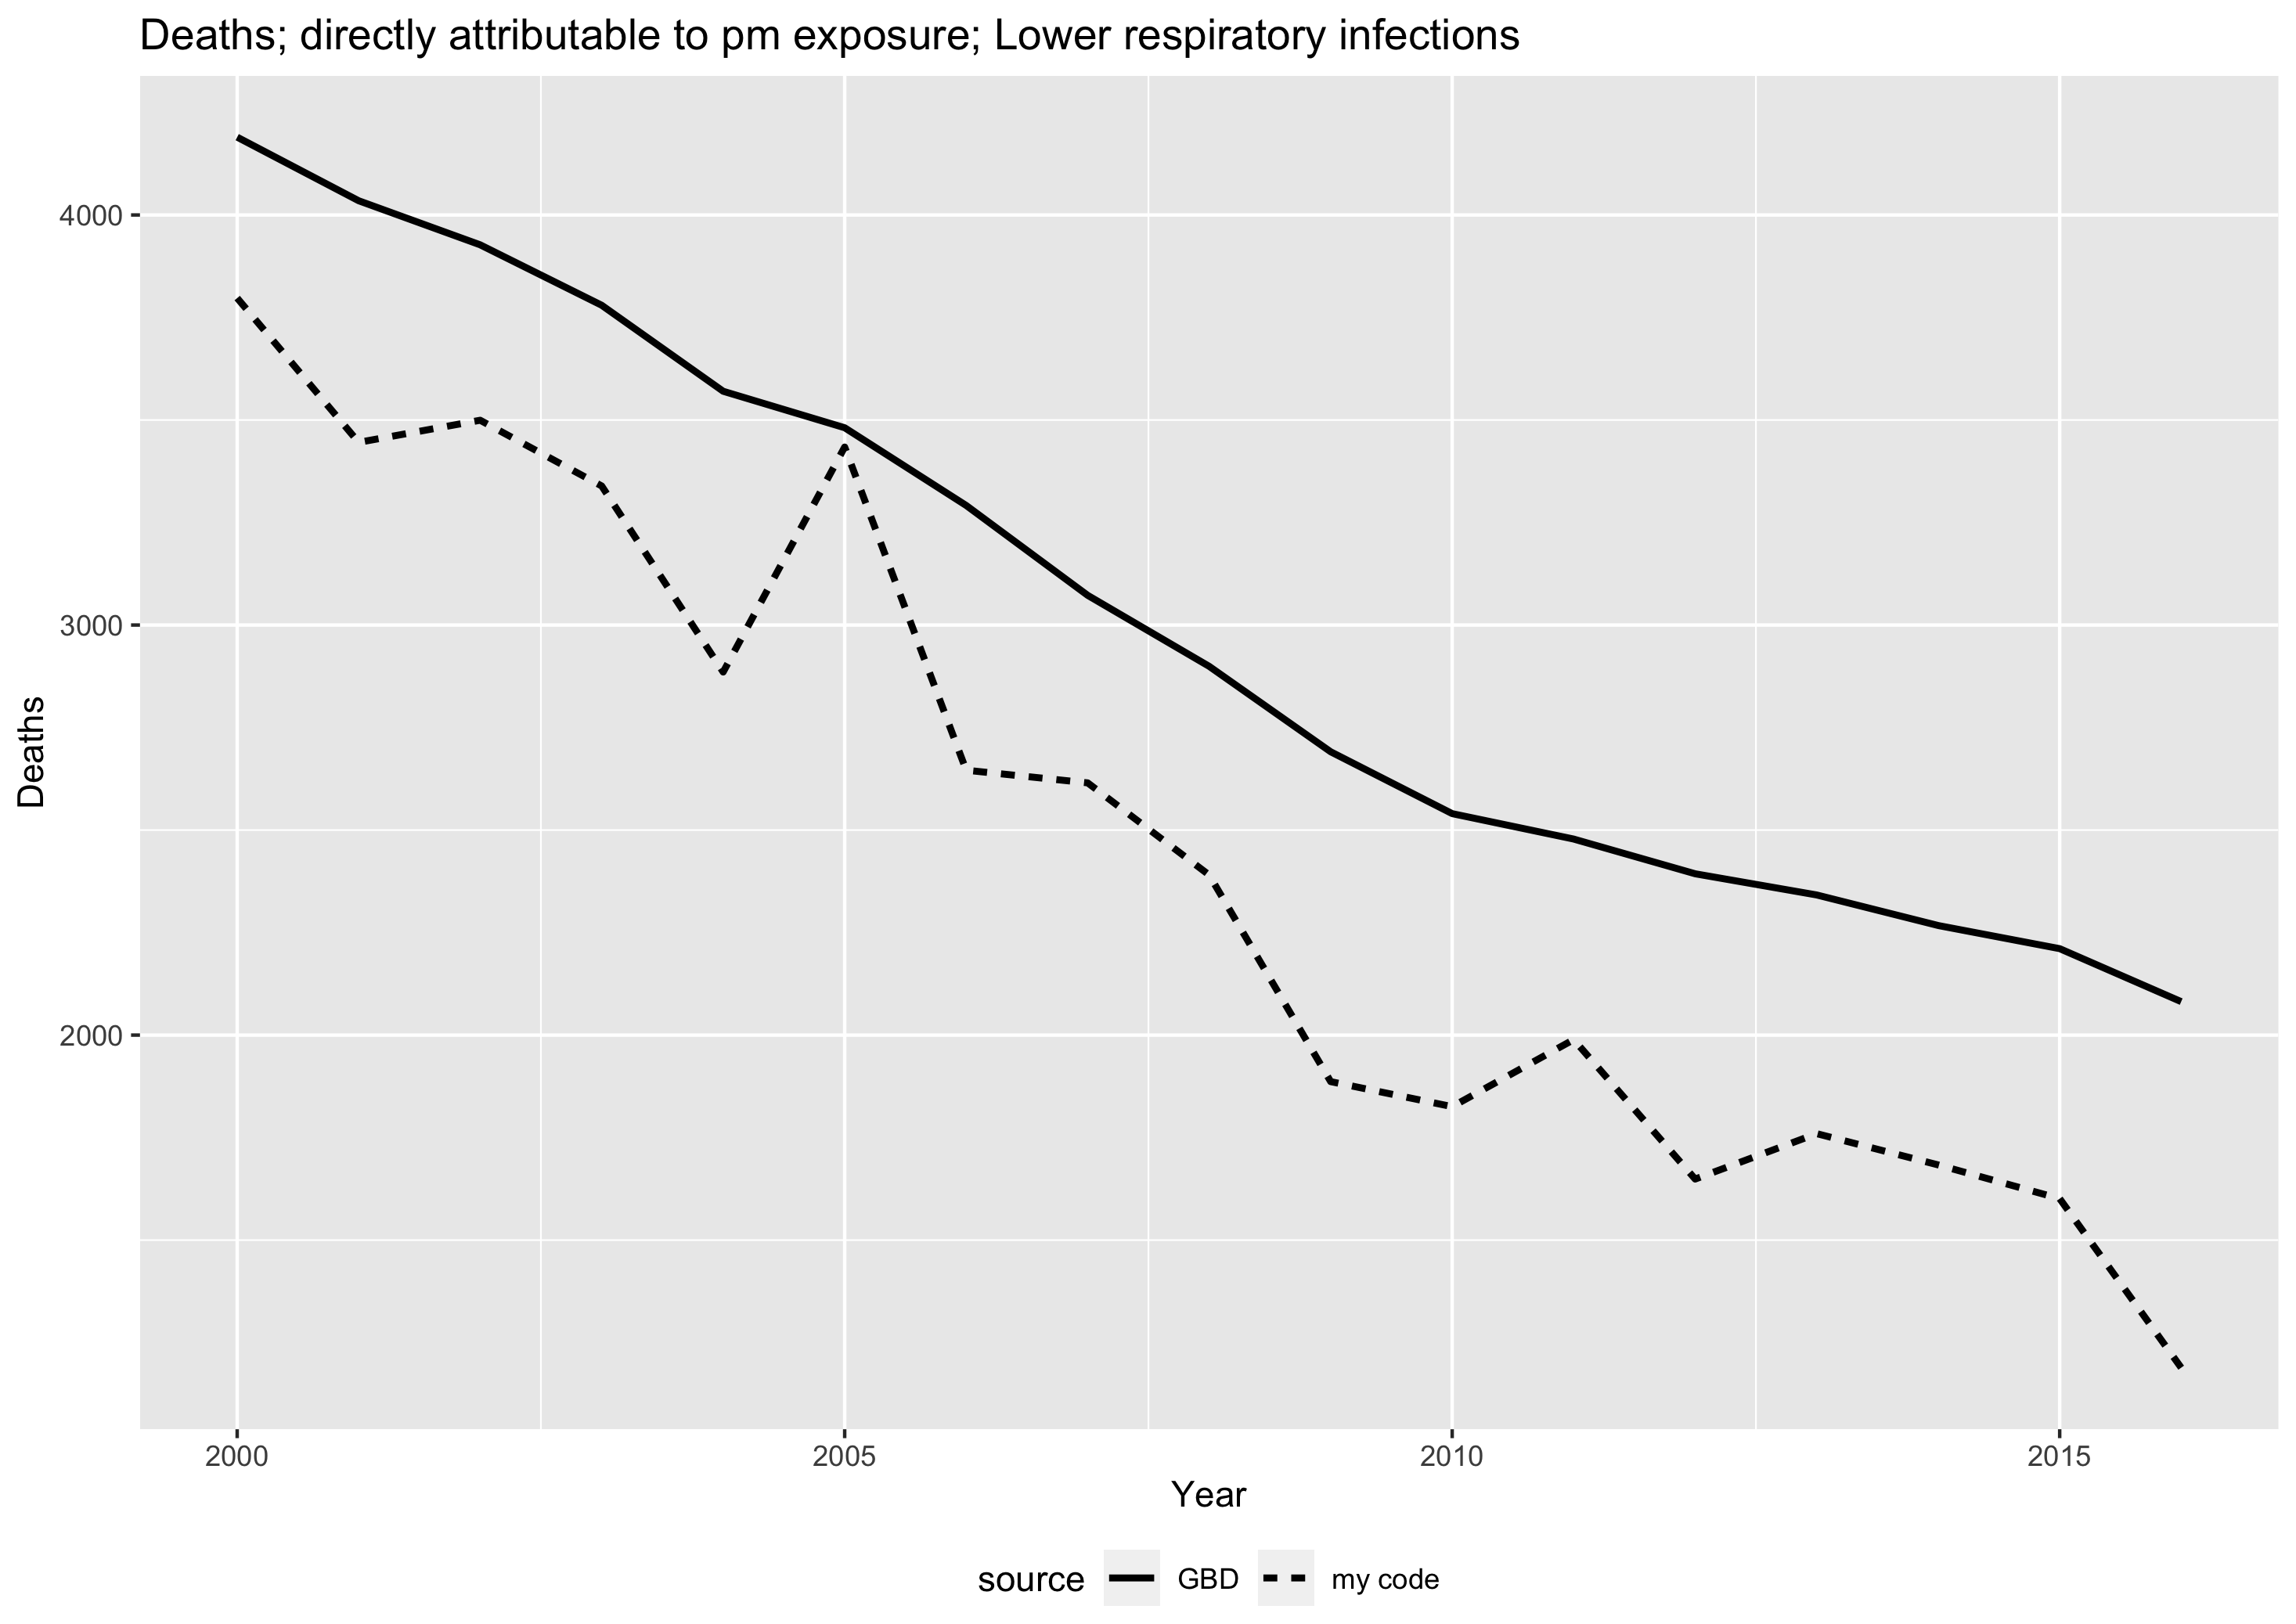 Deaths; directly attributable to pm exposure; Lower respiratory infections
4000
3000
2000
Deaths
2000 2005 2010 2015
Year
source GBD my code